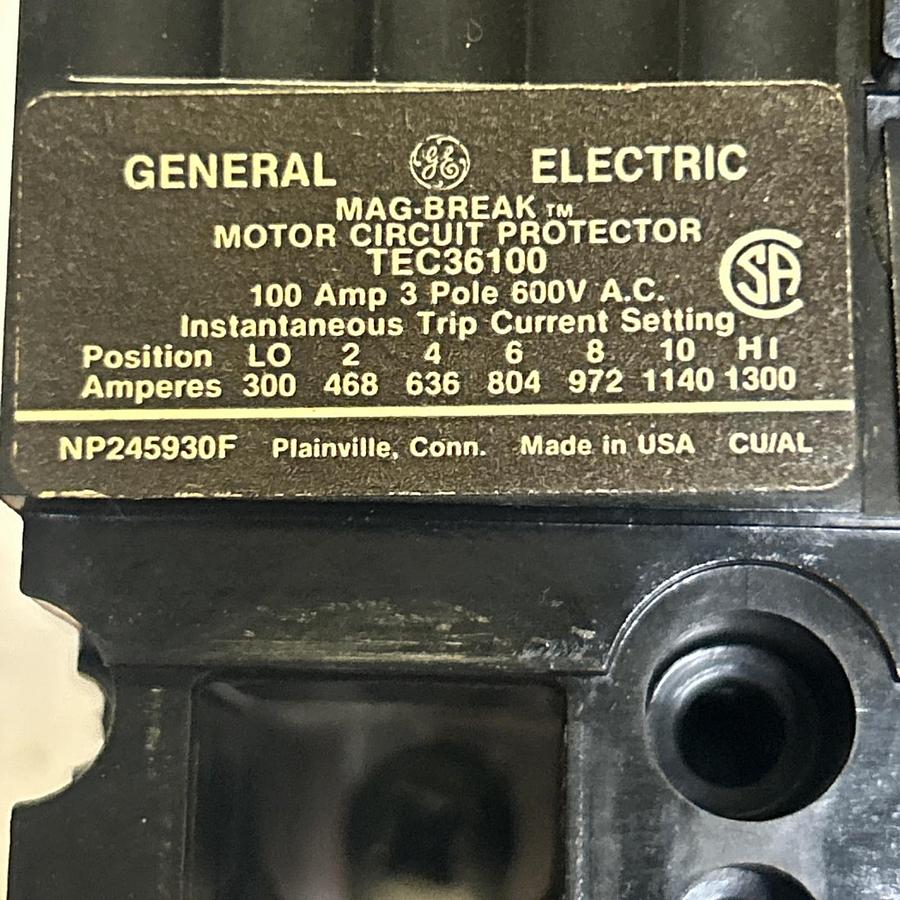 GENERAL GE ELECTRIC
MAG-BREAK TM
MOTOR CIRCUIT PROTECTOR
TEC36100
SA
100 Amp 3 Pole 600V A.C.
Instantaneous Trip Current Setting
Position LO 2 4 6 8 10 HI
Amperes 300 468 636 804 972 1140 1300
NP245930F Plainville, Conn. Made in USA CU/AL